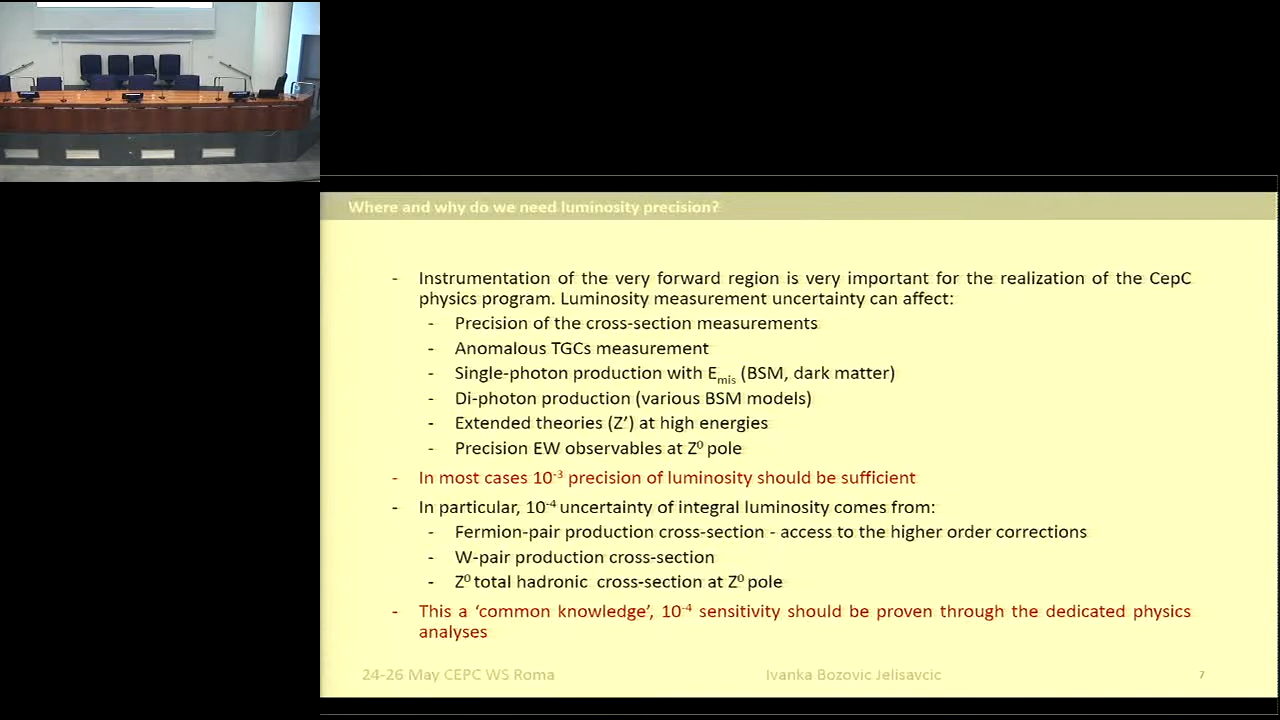 Where and why do we need luminosity precision?
- Instrumentation of the very forward region is very important for the realization of the CepC
physics program. Luminosity measurement uncertainty can affect:
- Precision of the cross-section measurements
- Anomalous TGCs measurement
- Single-photon production with Emis (BSM, dark matter)
- Di-photon production (various BSM models)
- Extended theories (Z’) at high energies
- Precision EW observables at Z⁰ pole
- In most cases 10⁻³ precision of luminosity should be sufficient
- In particular, 10⁻⁴ uncertainty of integral luminosity comes from:
- Fermion-pair production cross-section - access to the higher order corrections
- W-pair production cross-section
- Z⁰ total hadronic cross-section at Z⁰ pole
- This a ‘common knowledge’, 10⁻⁴ sensitivity should be proven through the dedicated physics
analyses
24-26 May CEPC WS Roma Ivanka Bozovic Jelisavcic 7